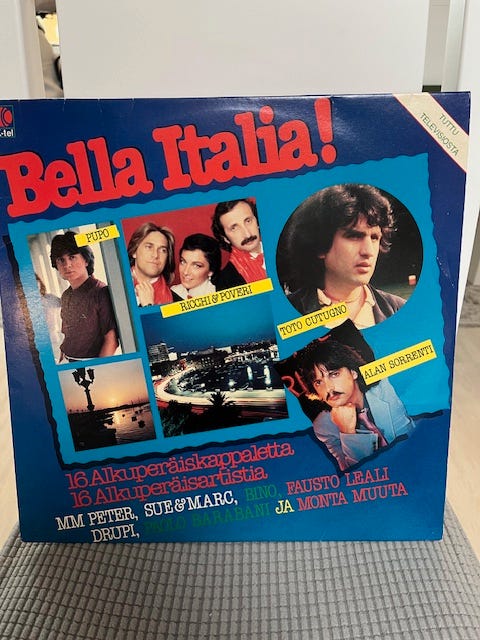 K-tel
Bella Italia!
TUTTU
TELEVISIOSTA
PUPO
RICCHI & POVERI
TOTO CUTUGNO
ALAN SORRENTI
16 Alkuperäiskappaletta
16 Alkuperäisartistia
MM PETER, SUE & MARC, BINO, FAUSTO LEALI
DRUPI, PAOLO BARABANI JA MONTA MUUTA